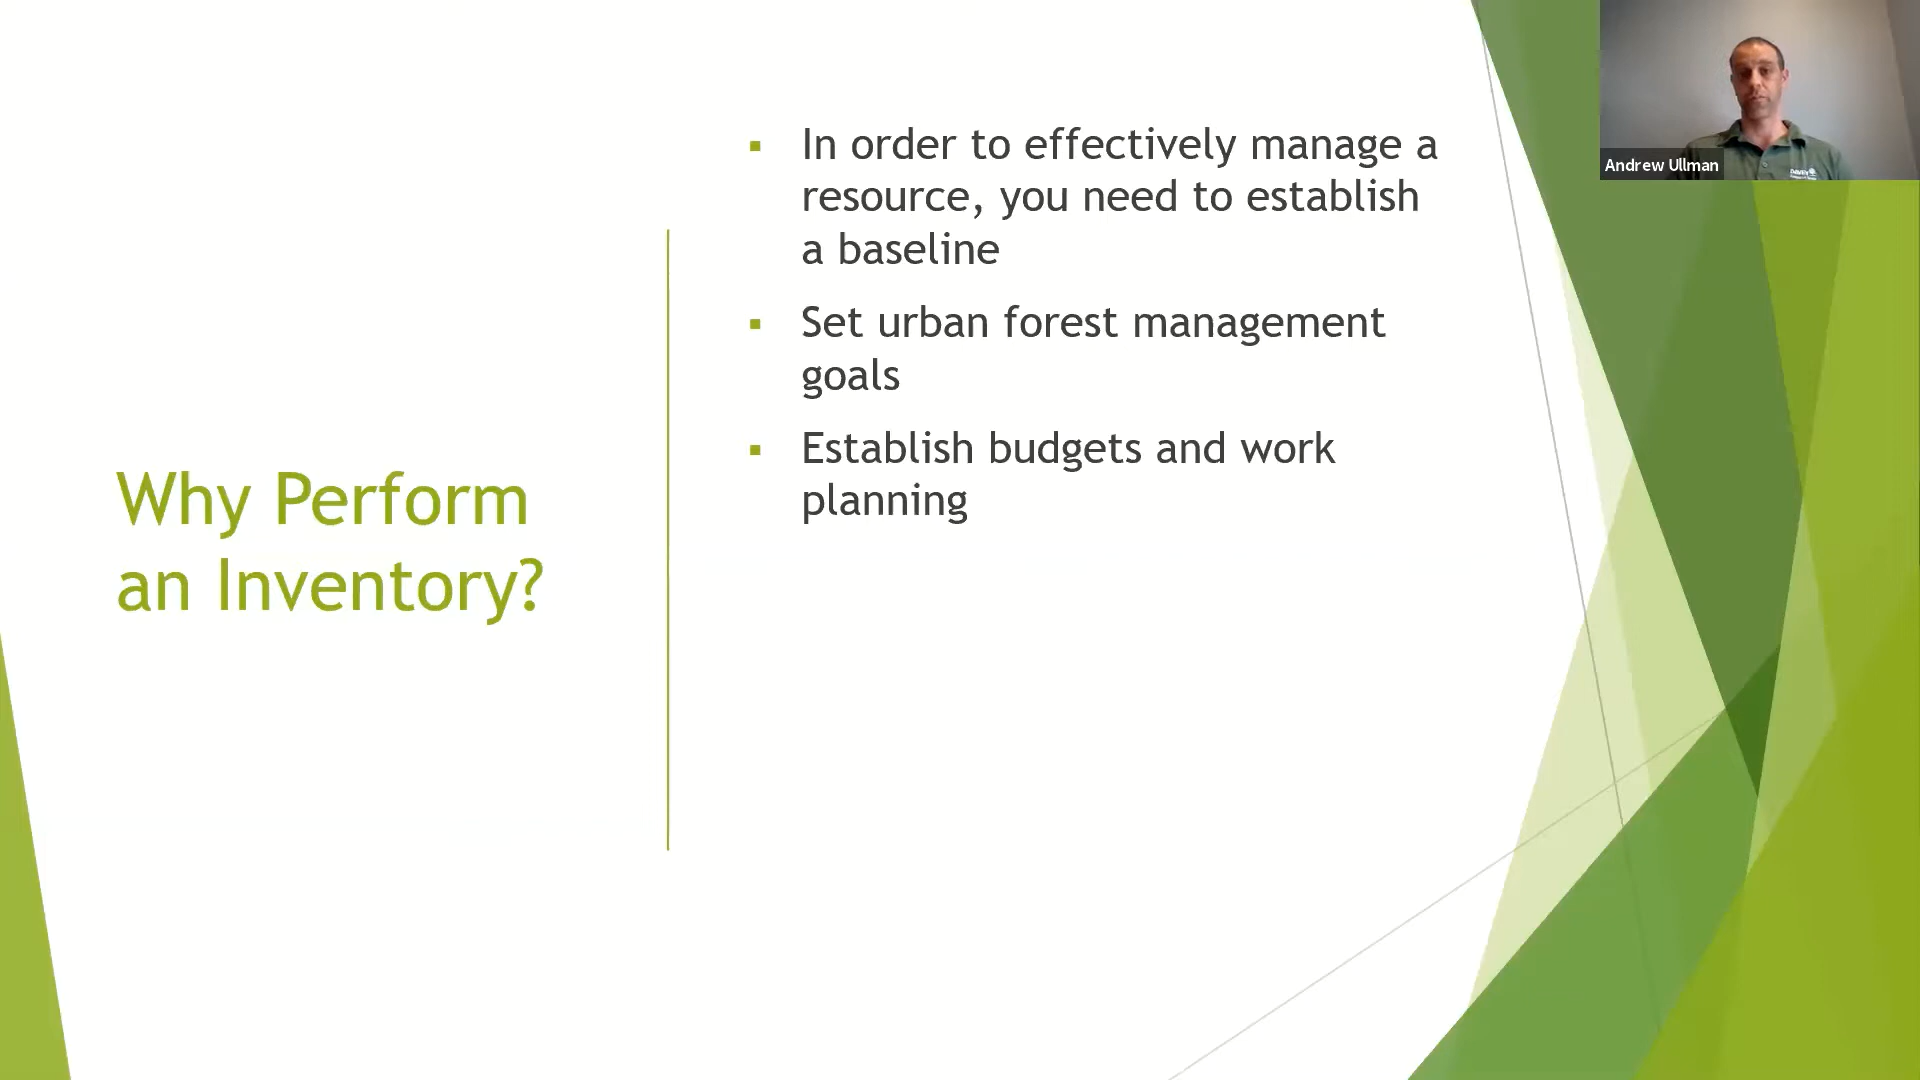 Why Perform
an Inventory?
▪ In order to effectively manage a
resource, you need to establish
a baseline
▪ Set urban forest management
goals
▪ Establish budgets and work
planning
Andrew Ullman